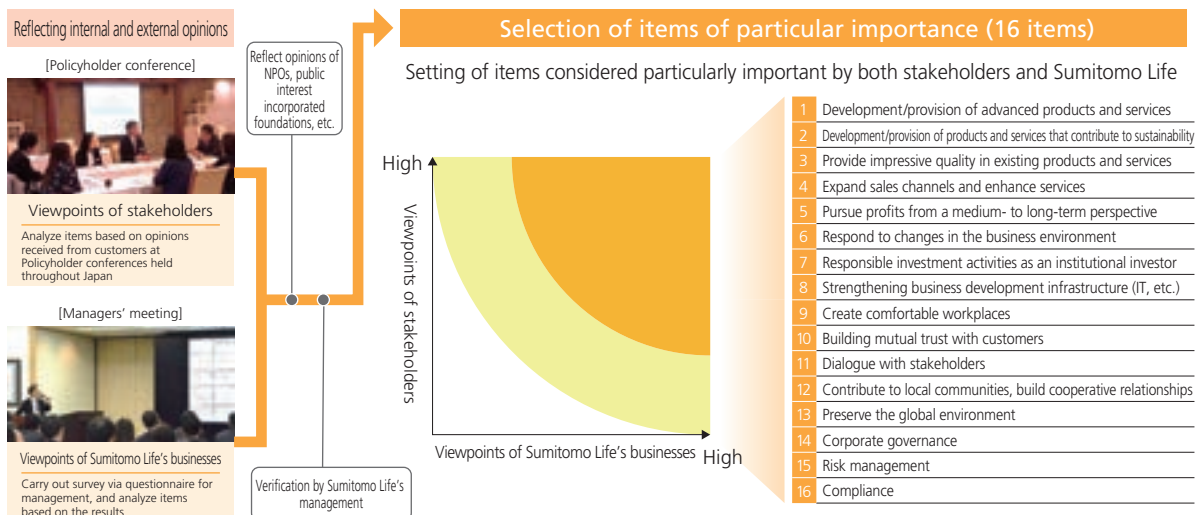 Reflecting internal and external opinions
[Policyholder conference]
Viewpoints of stakeholders
Analyze items based on opinions
received from customers at
Policyholder conferences held
throughout Japan
[Managers’ meeting]
Viewpoints of Sumitomo Life’s businesses
Carry out survey via questionnaire for
management, and analyze items
based on the results
Reflect opinions of
NPOs, public
interest
incorporated
foundations, etc.
Verification by Sumitomo Life’s
management
Selection of items of particular importance (16 items)
Setting of items considered particularly important by both stakeholders and Sumitomo Life
High
Viewpoints of stakeholders
Viewpoints of Sumitomo Life’s businesses
High
1 Development/provision of advanced products and services
2 Development/provision of products and services that contribute to sustainability
3 Provide impressive quality in existing products and services
4 Expand sales channels and enhance services
5 Pursue profits from a medium- to long-term perspective
6 Respond to changes in the business environment
7 Responsible investment activities as an institutional investor
8 Strengthening business development infrastructure (IT, etc.)
9 Create comfortable workplaces
10 Building mutual trust with customers
11 Dialogue with stakeholders
12 Contribute to local communities, build cooperative relationships
13 Preserve the global environment
14 Corporate governance
15 Risk management
16 Compliance